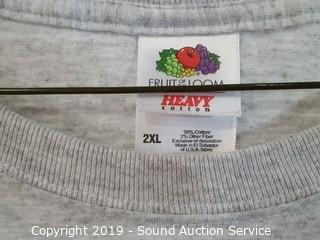 FRUIT OF THE LOOM
HEAVY
cotton
2XL
98% Cotton/
2% Other Fiber
Exclusive of decoration
Made in El Salvador
of U.S.A. fabric
Copyright 2019 - Sound Auction Service